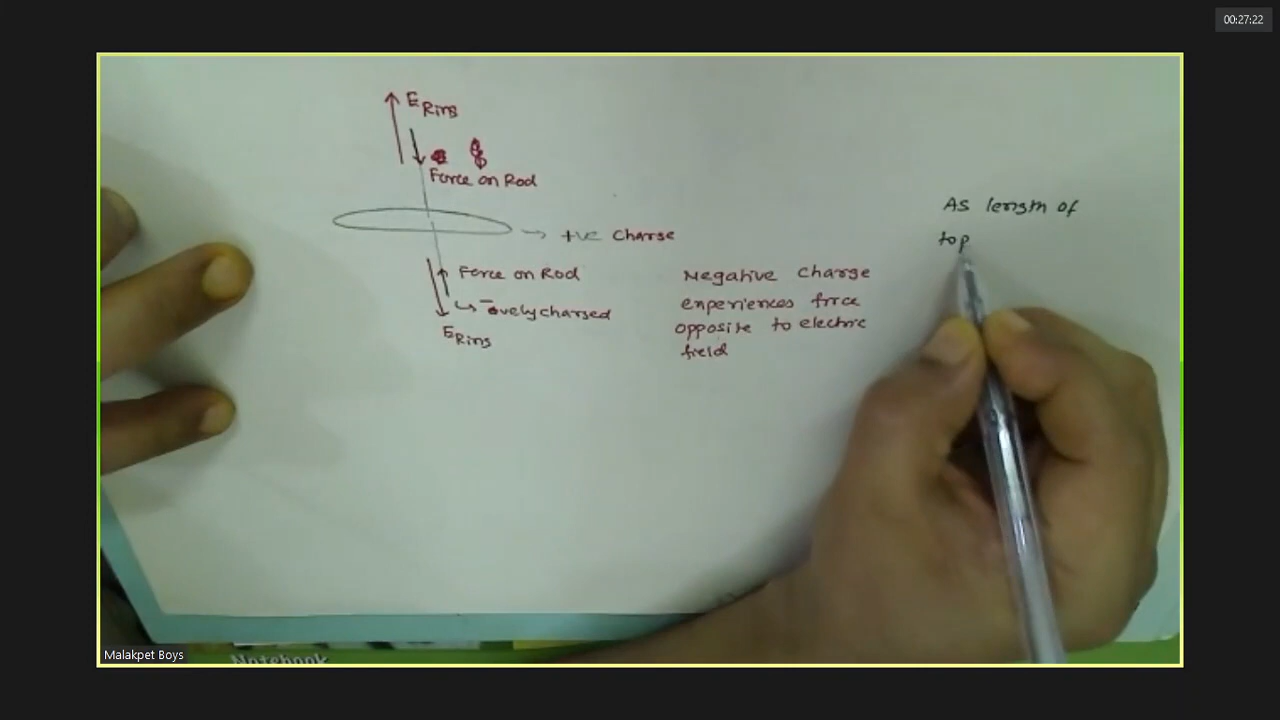 00:27:22
E Ring
Force on Rod
→ +ve Charge
Force on Rod
↳ -vely charged
E Ring
Negative Charge
experiences force
opposite to electric
field
As length of
top
Malakpet Boys
Notebook